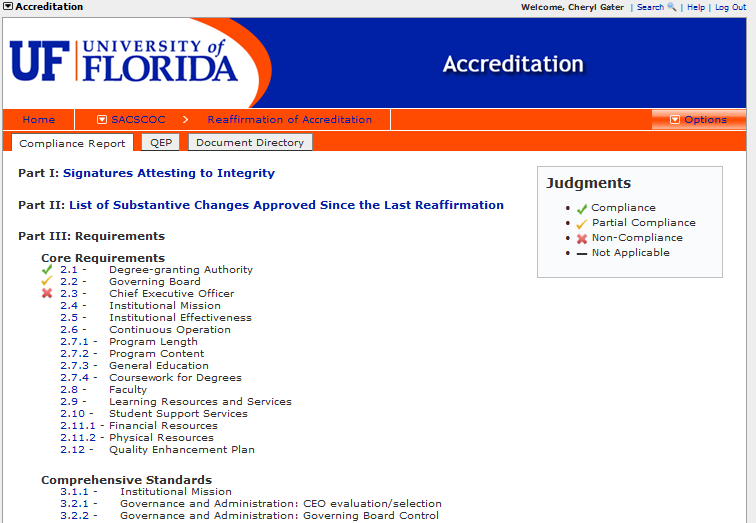 Accreditation
Welcome, Cheryl Gater | Search | Help | Log Out
UF | UNIVERSITY of FLORIDA
Accreditation
Home SACSCOC > Reaffirmation of Accreditation Options
Compliance Report QEP Document Directory
Part I: Signatures Attesting to Integrity
Part II: List of Substantive Changes Approved Since the Last Reaffirmation
Part III: Requirements
Judgments
• Compliance
• Partial Compliance
• Non-Compliance
• Not Applicable
Core Requirements
2.1 - Degree-granting Authority
2.2 - Governing Board
2.3 - Chief Executive Officer
2.4 - Institutional Mission
2.5 - Institutional Effectiveness
2.6 - Continuous Operation
2.7.1 - Program Length
2.7.2 - Program Content
2.7.3 - General Education
2.7.4 - Coursework for Degrees
2.8 - Faculty
2.9 - Learning Resources and Services
2.10 - Student Support Services
2.11.1 - Financial Resources
2.11.2 - Physical Resources
2.12 - Quality Enhancement Plan
Comprehensive Standards
3.1.1 - Institutional Mission
3.2.1 - Governance and Administration: CEO evaluation/selection
3.2.2 - Governance and Administration: Governing Board Control